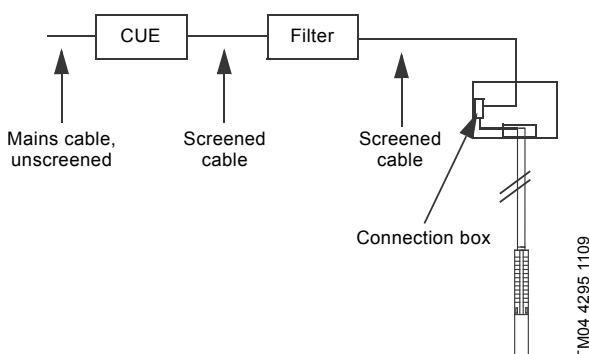 CUE
Filter
Mains cable,
unscreened
Screened
cable
Screened
cable
Connection box
TM04 4295 1109